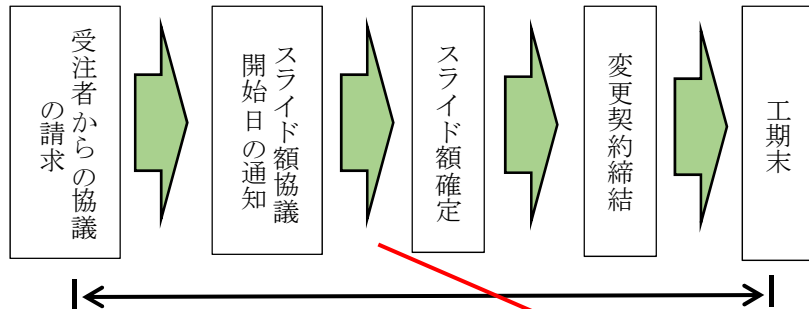 受注者からの協議
の請求
スライド額協議
開始日の通知
スライド額確定
変更契約締結
工期末